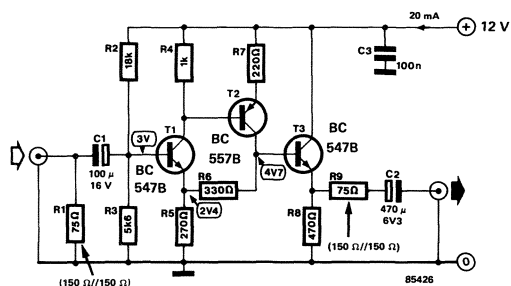 20 mA
12 V
R2
18k
R4
1k
R7
220Ω
C3
100n
T2
T1
T3
C1
3V
BC
557B
BC
547B
100 μ
16 V
BC
547B
R6
330Ω
4V7
R9
75Ω
C2
470 μ
6V3
R1
75Ω
R3
5k6
R5
270Ω
2V4
R8
470Ω
(150 Ω//150 Ω)
0
(150 Ω//150 Ω)
85426